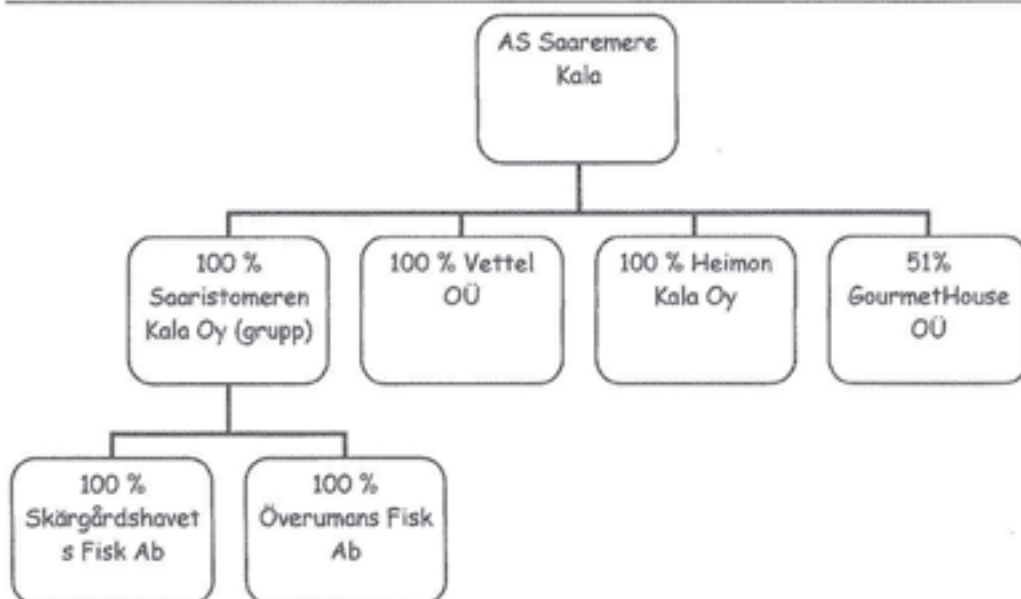 AS Saaremere
Kala
100 %
Saaristomeren
Kala Oy (grupp)
100 % Vettel
OÜ
100 % Heimon
Kala Oy
51%
GourmetHouse
OÜ
100 %
Skärgårdshavet
s Fisk Ab
100 %
Överumans Fisk
Ab